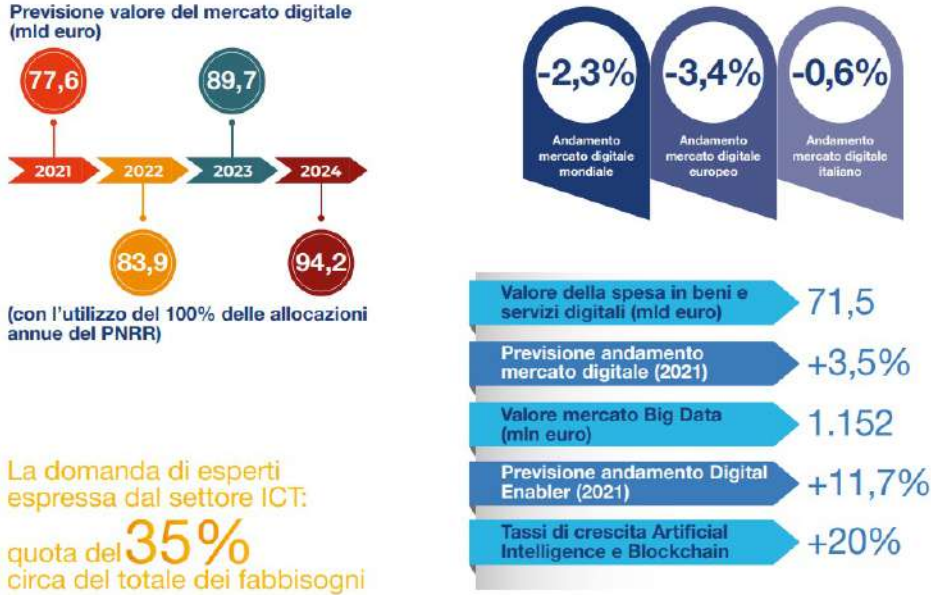 Previsione valore del mercato digitale
(mld euro)
77,6
89,7
2021
2022
2023
2024
83,9
94,2
(con l'utilizzo del 100% delle allocazioni
annue del PNRR)
La domanda di esperti
espressa dal settore ICT:
quota del 35%
circa del totale dei fabbisogni
-2,3%
Andamento
mercato digitale
mondiale
-3,4%
Andamento
mercato digitale
europeo
-0,6%
Andamento
mercato digitale
italiano
Valore della spesa in beni e
servizi digitali (mld euro)
71,5
Previsione andamento
mercato digitale (2021)
+3,5%
Valore mercato Big Data
(mln euro)
1.152
Previsione andamento Digital
Enabler (2021)
+11,7%
Tassi di crescita Artificial
Intelligence e Blockchain
+20%